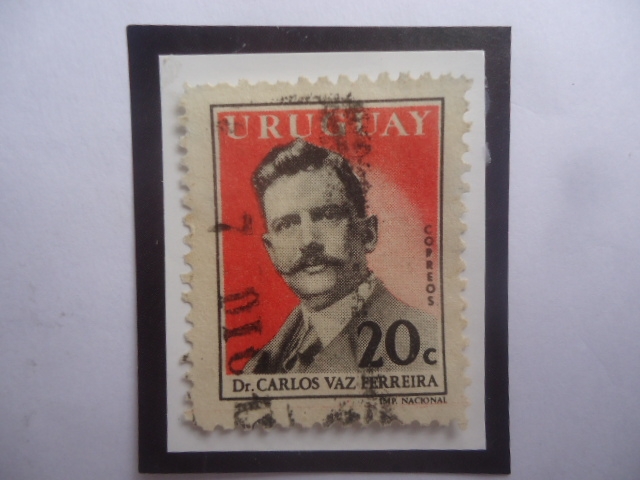 URUGUAY
CORREOS
20c
Dr. CARLOS VAZ FERREIRA
IMP. NACIONAL